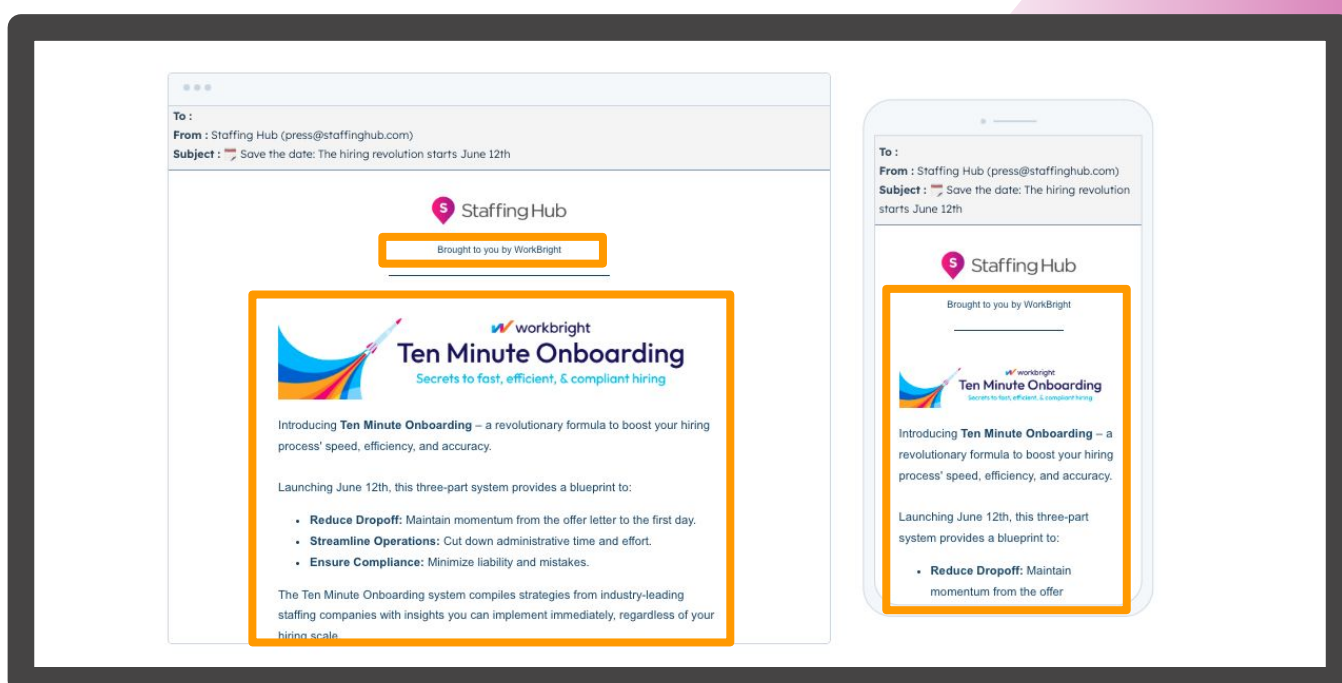 To :
From : Staffing Hub (press@staffinghub.com)
Subject : Save the date: The hiring revolution starts June 12th
S Staffing Hub
Brought to you by WorkBright
workbright
Ten Minute Onboarding
Secrets to fast, efficient, & compliant hiring
Introducing Ten Minute Onboarding – a revolutionary formula to boost your hiring
process' speed, efficiency, and accuracy.
Launching June 12th, this three-part system provides a blueprint to:
• Reduce Dropoff: Maintain momentum from the offer letter to the first day.
• Streamline Operations: Cut down administrative time and effort.
• Ensure Compliance: Minimize liability and mistakes.
The Ten Minute Onboarding system compiles strategies from industry-leading
staffing companies with insights you can implement immediately, regardless of your
hiring scale
To :
From : Staffing Hub (press@staffinghub.com)
Subject : Save the date: The hiring revolution
starts June 12th
S Staffing Hub
Brought to you by WorkBright
workbright
Ten Minute Onboarding
Secrets to fast, efficient, & compliant hiring
Introducing Ten Minute Onboarding – a
revolutionary formula to boost your hiring
process' speed, efficiency, and accuracy.
Launching June 12th, this three-part
system provides a blueprint to:
• Reduce Dropoff: Maintain
momentum from the offer